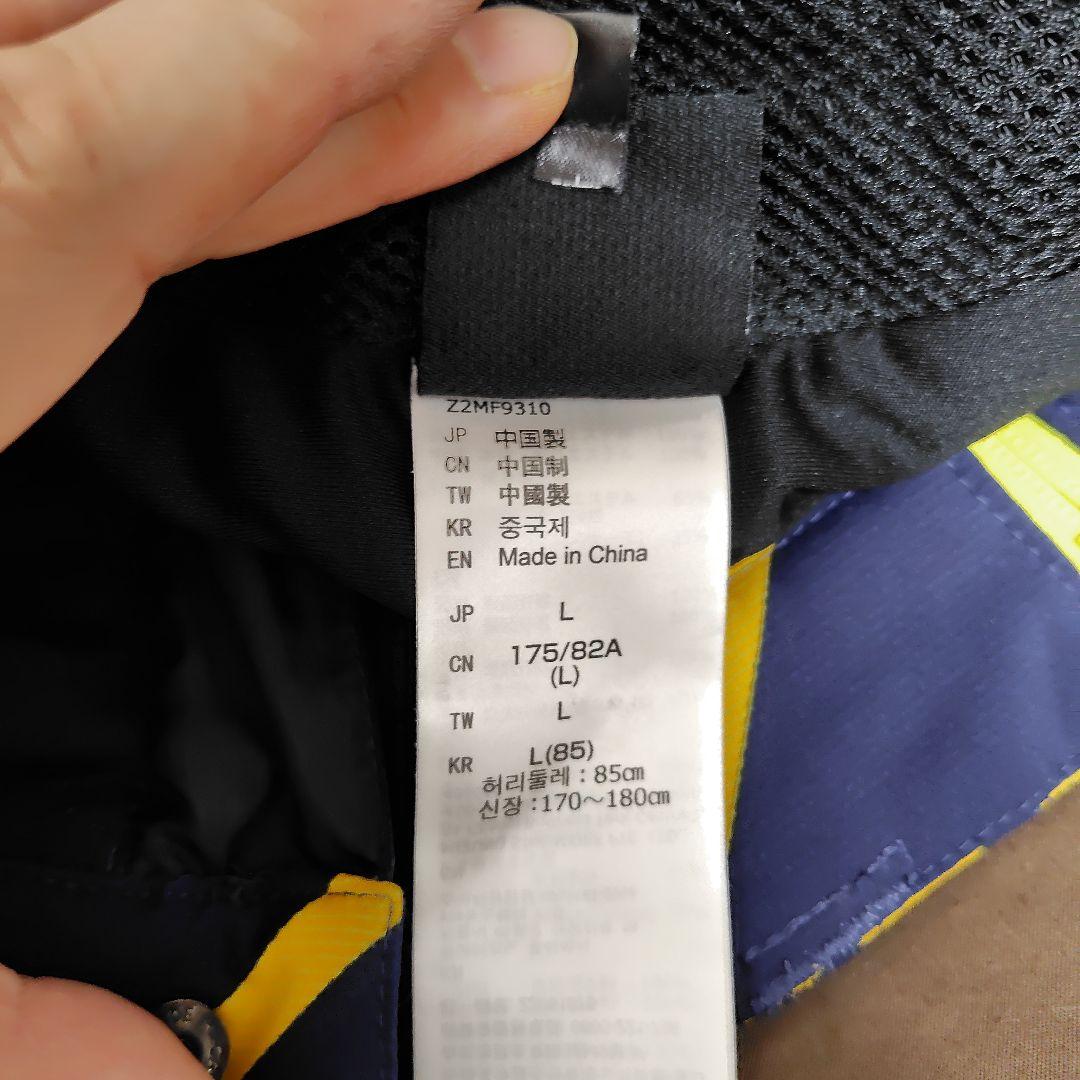 Z2MF9310
JP 中国製
CN 中国制
TW 中國製
KR 중국제
EN Made in China
JP L
CN 175/82A
(L)
TW L
KR L(85)
허리둘레 : 85㎝
신장 :170～180㎝